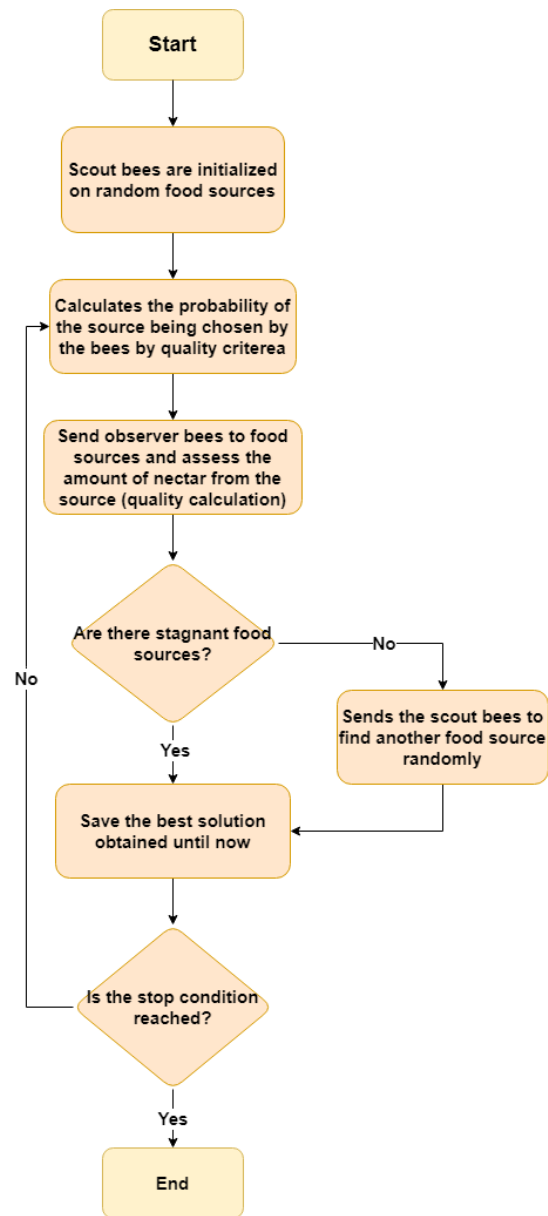 Start
Scout bees are initialized
on random food sources
Calculates the probability of
the source being chosen by
the bees by quality criterea
Send observer bees to food
sources and assess the
amount of nectar from the
source (quality calculation)
Are there stagnant food
sources?
No
Yes
Sends the scout bees to
find another food source
randomly
Save the best solution
obtained until now
Is the stop condition
reached?
No
Yes
End